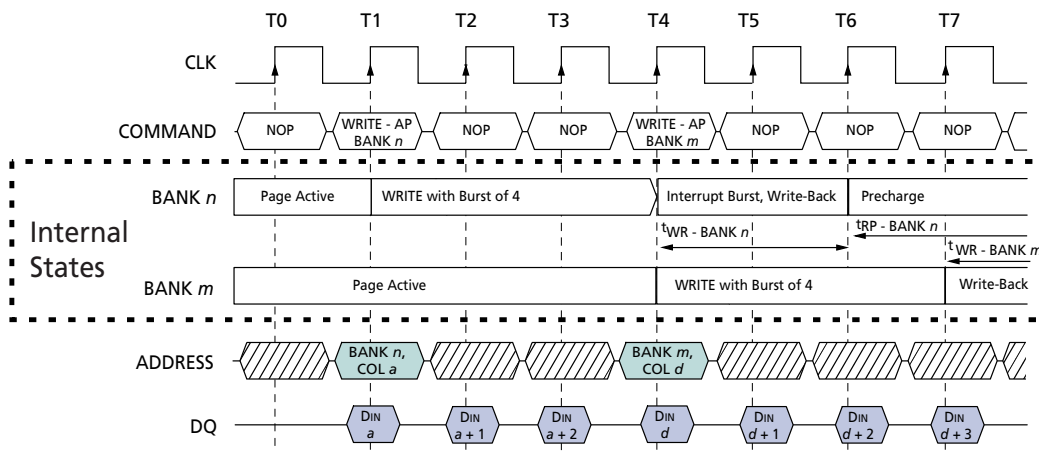 T0 T1 T2 T3 T4 T5 T6 T7
CLK
COMMAND NOP WRITE - AP NOP NOP WRITE - AP NOP NOP NOP
BANK n BANK m
BANK n Page Active WRITE with Burst of 4 Interrupt Burst, Write-Back Precharge
Internal
States
tWR - BANK n tRP - BANK n
tWR - BANK m
BANK m Page Active WRITE with Burst of 4 Write-Back
ADDRESS BANK n, BANK m,
COL a COL d
DQ DIN DIN DIN DIN DIN DIN DIN
a a + 1 a + 2 d d + 1 d + 2 d + 3